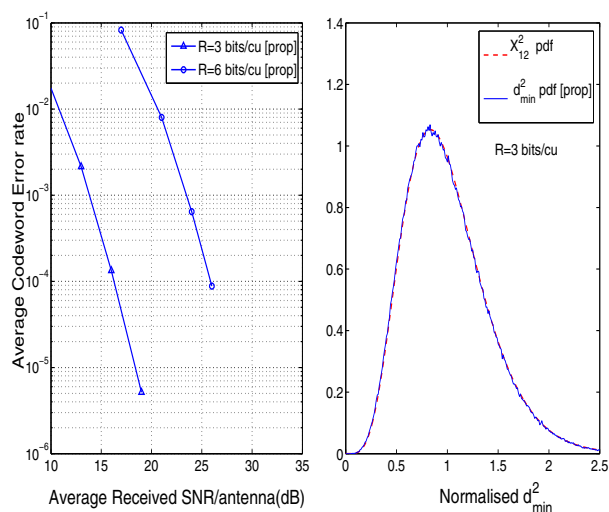 Average Codeword Error rate
10^-1
10^-2
10^-3
10^-4
10^-5
10^-6
R=3 bits/cu [prop]
R=6 bits/cu [prop]
10 15 20 25 30 35
Average Received SNR/antenna(dB)
1.4
1.2
1
0.8
0.6
0.4
0.2
0
X^2_12 pdf
d^2_min pdf [prop]
R=3 bits/cu
0 0.5 1 1.5 2 2.5
Normalised d^2_min